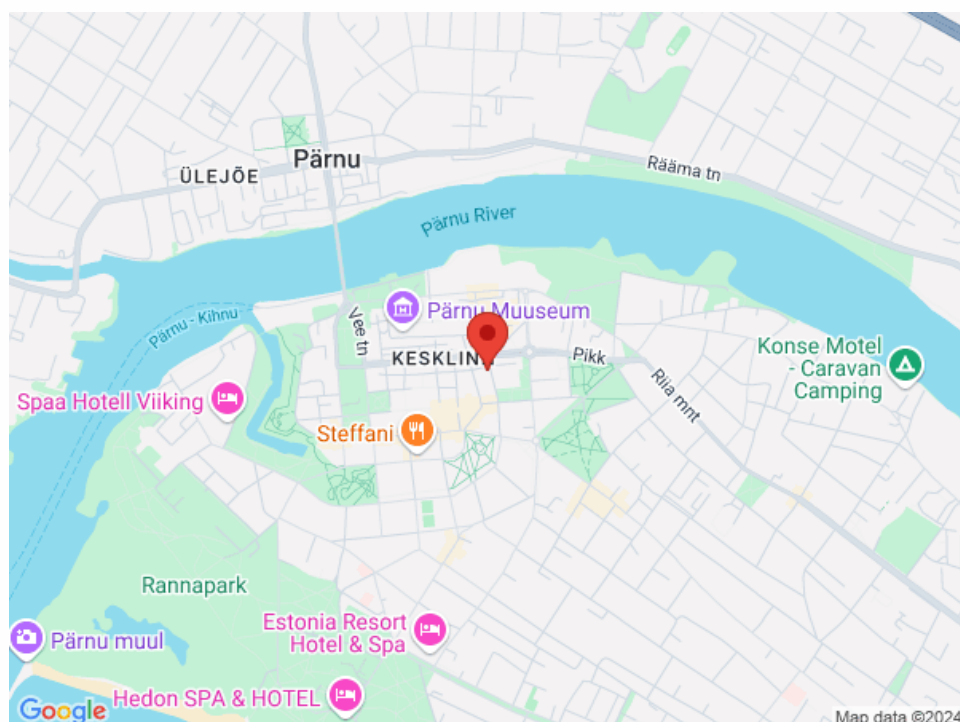 Pärnu
ÜLEJÕE
Rääma tn
Pärnu River
Pärnu - Kihnu
Vee tn
Pärnu Muuseum
KESKLINN
Pikk
Riia mnt
Konse Motel
- Caravan
Camping
Spaa Hotell Viiking
Steffani
Rannapark
Estonia Resort
Hotel & Spa
Pärnu muul
Hedon SPA & HOTEL
Google
Map data ©2024